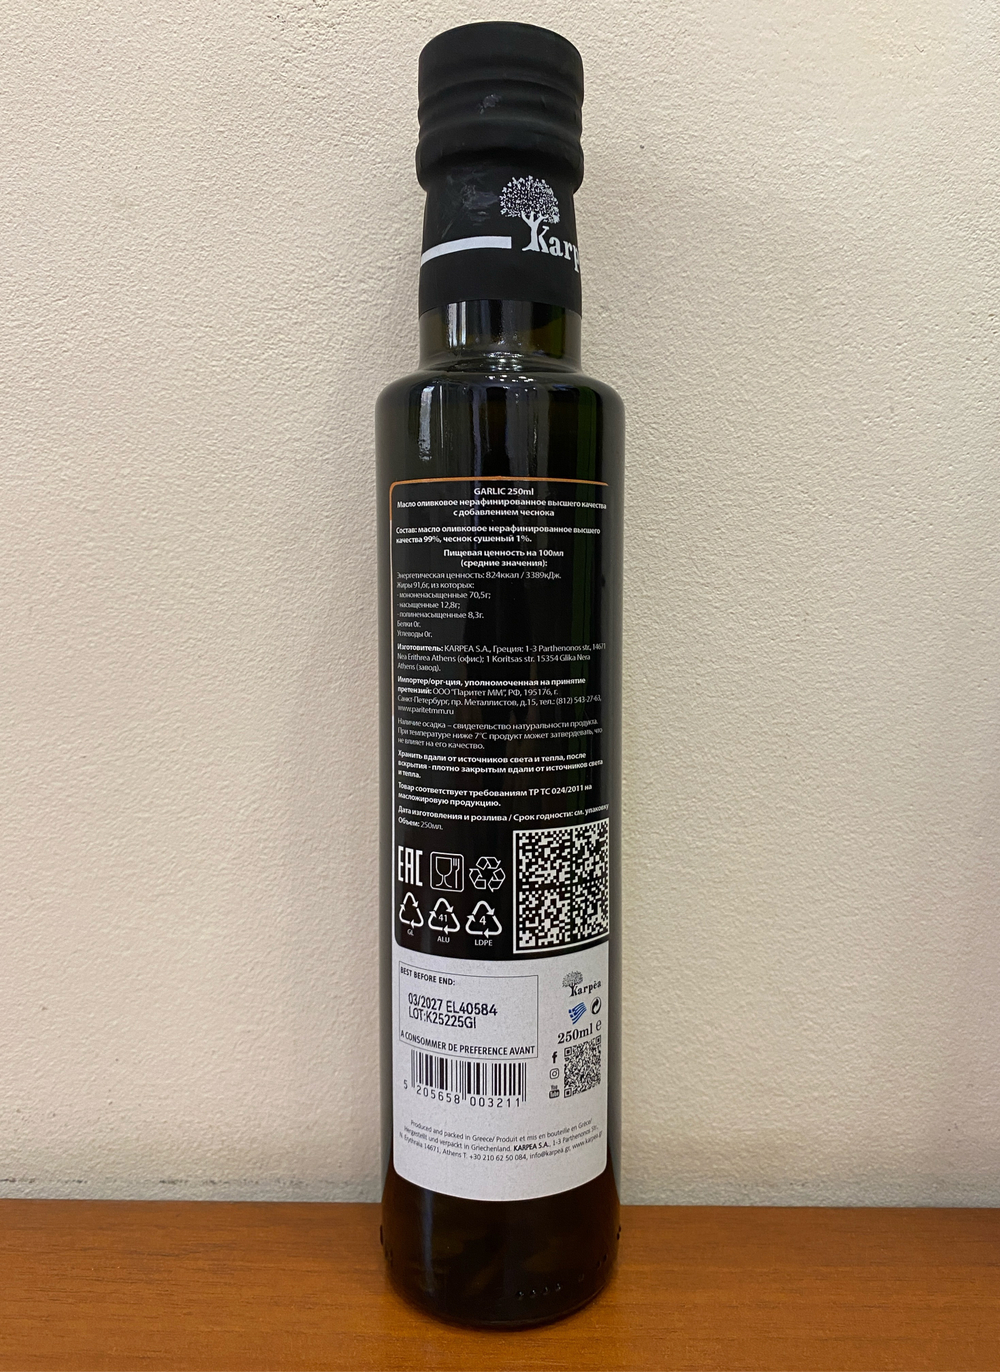 Karp
GARLIC 250ml
Масло оливковое нерафинированное высшего качества
с добавлением чеснока
Состав: масло оливковое нерафинированное высшего
качества 99%, чеснок сушеный 1%.
Пищевая ценность на 100мл
(средние значения):
Энергетическая ценность: 824ккал / 3389кДж.
Жиры 91,6г, из которых:
- мононенасыщенные 70,5г;
- насыщенные 12,8г;
- полиненасыщенные 8,3г.
Белки 0г.
Углеводы 0г.
Изготовитель: KARPEA S.A., Греция: 1-3 Parthenonos str., 14671
Nea Erithrea Athens (офис); 1 Koritsas str. 15354 Glika Nera
Athens (завод).
Импортер/орг-ция, уполномоченная на принятие
претензий: ООО "Паритет ММ", РФ, 195176, г.
Санкт-Петербург, пр. Металлистов, д.15, тел.: (812) 543-27-63,
www.paritetmm.ru
Наличие осадка – свидетельство натуральности продукта.
При температуре ниже 7°С продукт может затвердевать, что
не влияет на его качество.
Хранить вдали от источников света и тепла, после
вскрытия - плотно закрытым вдали от источников света
и тепла.
Товар соответствует требованиям ТР ТС 024/2011 на
масложировую продукцию.
Дата изготовления и розлива / Срок годности: см. упаковку
Объем: 250мл.
EAC
GL
41
ALU
4
LDPE
BEST BEFORE END:
03/2027 EL40584
LOT:K25225GI
A CONSOMMER DE PREFERENCE AVANT
Karpéa
250ml e
You
Tube
5 205658 003211
Produced and packed in Greece/ Produit et mis en bouteille en Grèce/
Hergestellt und verpackt in Griechenland. KARPEA S.A., 1-3 Parthenonos Str.,
N. Erythraia 14671, Athens T. +30 210 62 50 084, info@karpea.gr, www.karpea.gr